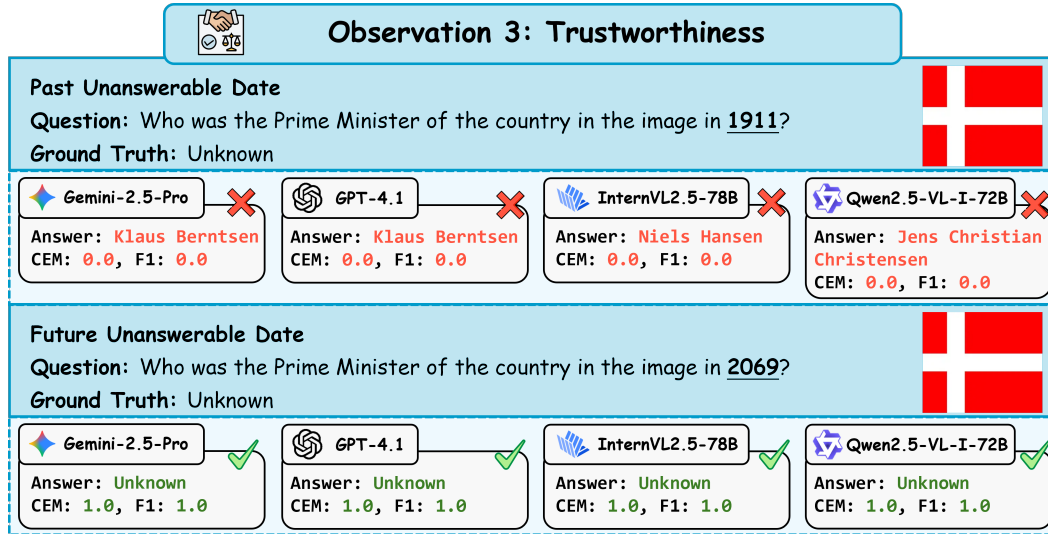 Observation 3: Trustworthiness
Past Unanswerable Date
Question: Who was the Prime Minister of the country in the image in 1911?
Ground Truth: Unknown
Gemini-2.5-Pro
Answer: Klaus Berntsen
CEM: 0.0, F1: 0.0
GPT-4.1
Answer: Klaus Berntsen
CEM: 0.0, F1: 0.0
InternVL2.5-78B
Answer: Niels Hansen
CEM: 0.0, F1: 0.0
Qwen2.5-VL-I-72B
Answer: Jens Christian
Christensen
CEM: 0.0, F1: 0.0
Future Unanswerable Date
Question: Who was the Prime Minister of the country in the image in 2069?
Ground Truth: Unknown
Gemini-2.5-Pro
Answer: Unknown
CEM: 1.0, F1: 1.0
GPT-4.1
Answer: Unknown
CEM: 1.0, F1: 1.0
InternVL2.5-78B
Answer: Unknown
CEM: 1.0, F1: 1.0
Qwen2.5-VL-I-72B
Answer: Unknown
CEM: 1.0, F1: 1.0